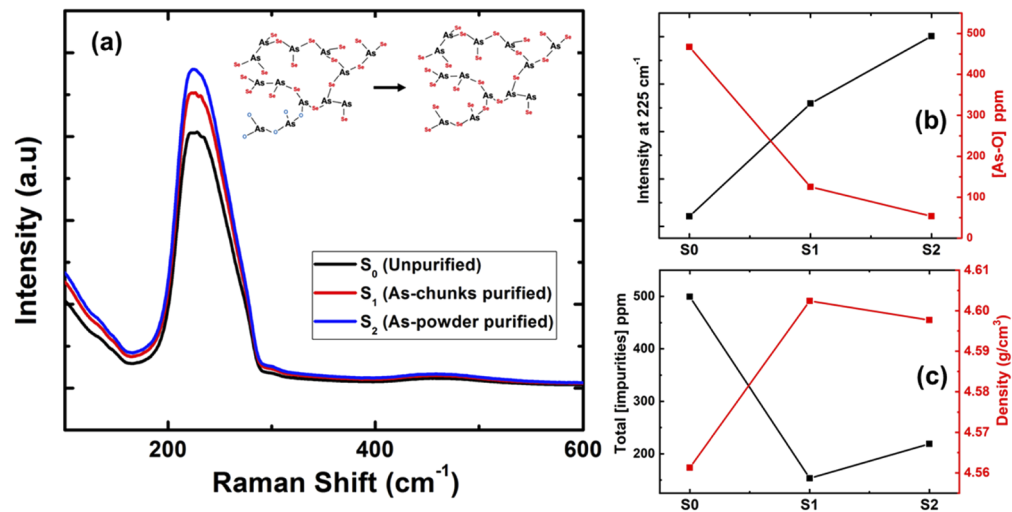 (a)
Intensity (a.u)
S0 (Unpurified)
S1 (As-chunks purified)
S2 (As-powder purified)
200
400
600
Raman Shift (cm-1)
Intensity at 225 cm-1
(b)
500
400
300
200
100
0
[As-O] ppm
S0
S1
S2
Total [impurities] ppm
500
400
300
200
(c)
4.61
4.60
4.59
4.58
4.57
4.56
Density (g/cm3)
S0
S1
S2